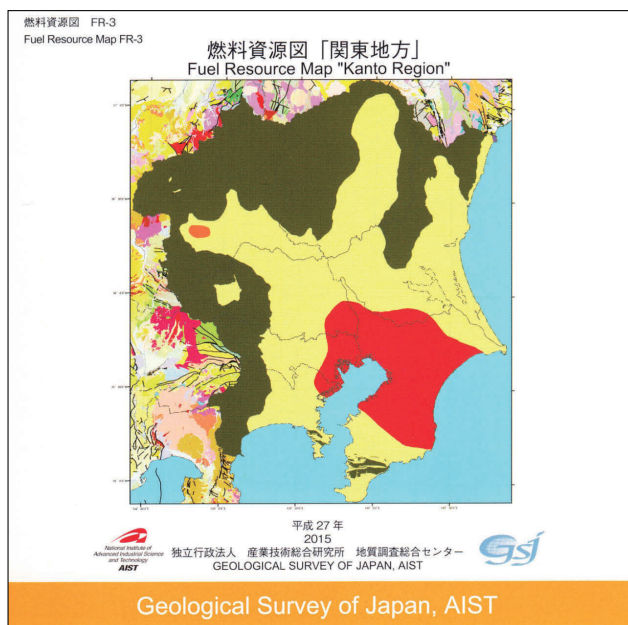 燃料資源図 FR-3
Fuel Resource Map FR-3
燃料資源図「関東地方」
Fuel Resource Map "Kanto Region"
平成 27 年
2015
National Institute of
Advanced Industrial Science
and Technology
AIST
独立行政法人 産業技術総合研究所 地質調査総合センター
GEOLOGICAL SURVEY OF JAPAN, AIST
GSJ
Geological Survey of Japan, AIST